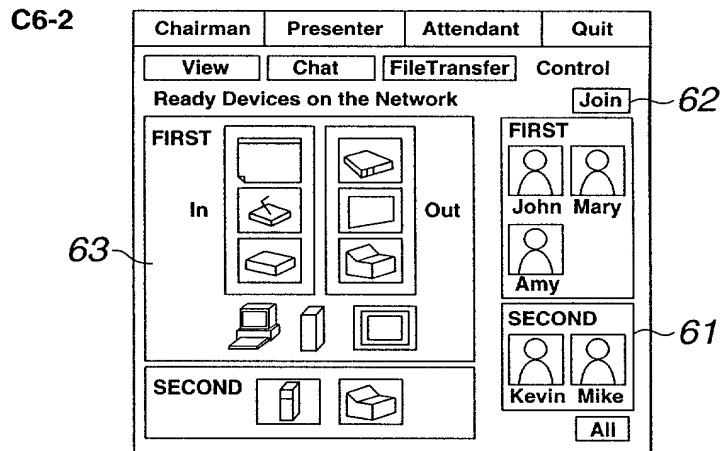 C6-2
Chairman Presenter Attendant Quit
View Chat FileTransfer Control
Ready Devices on the Network Join 62
FIRST FIRST
In Out John Mary
63
Amy
SECOND 61
SECOND Kevin Mike
All